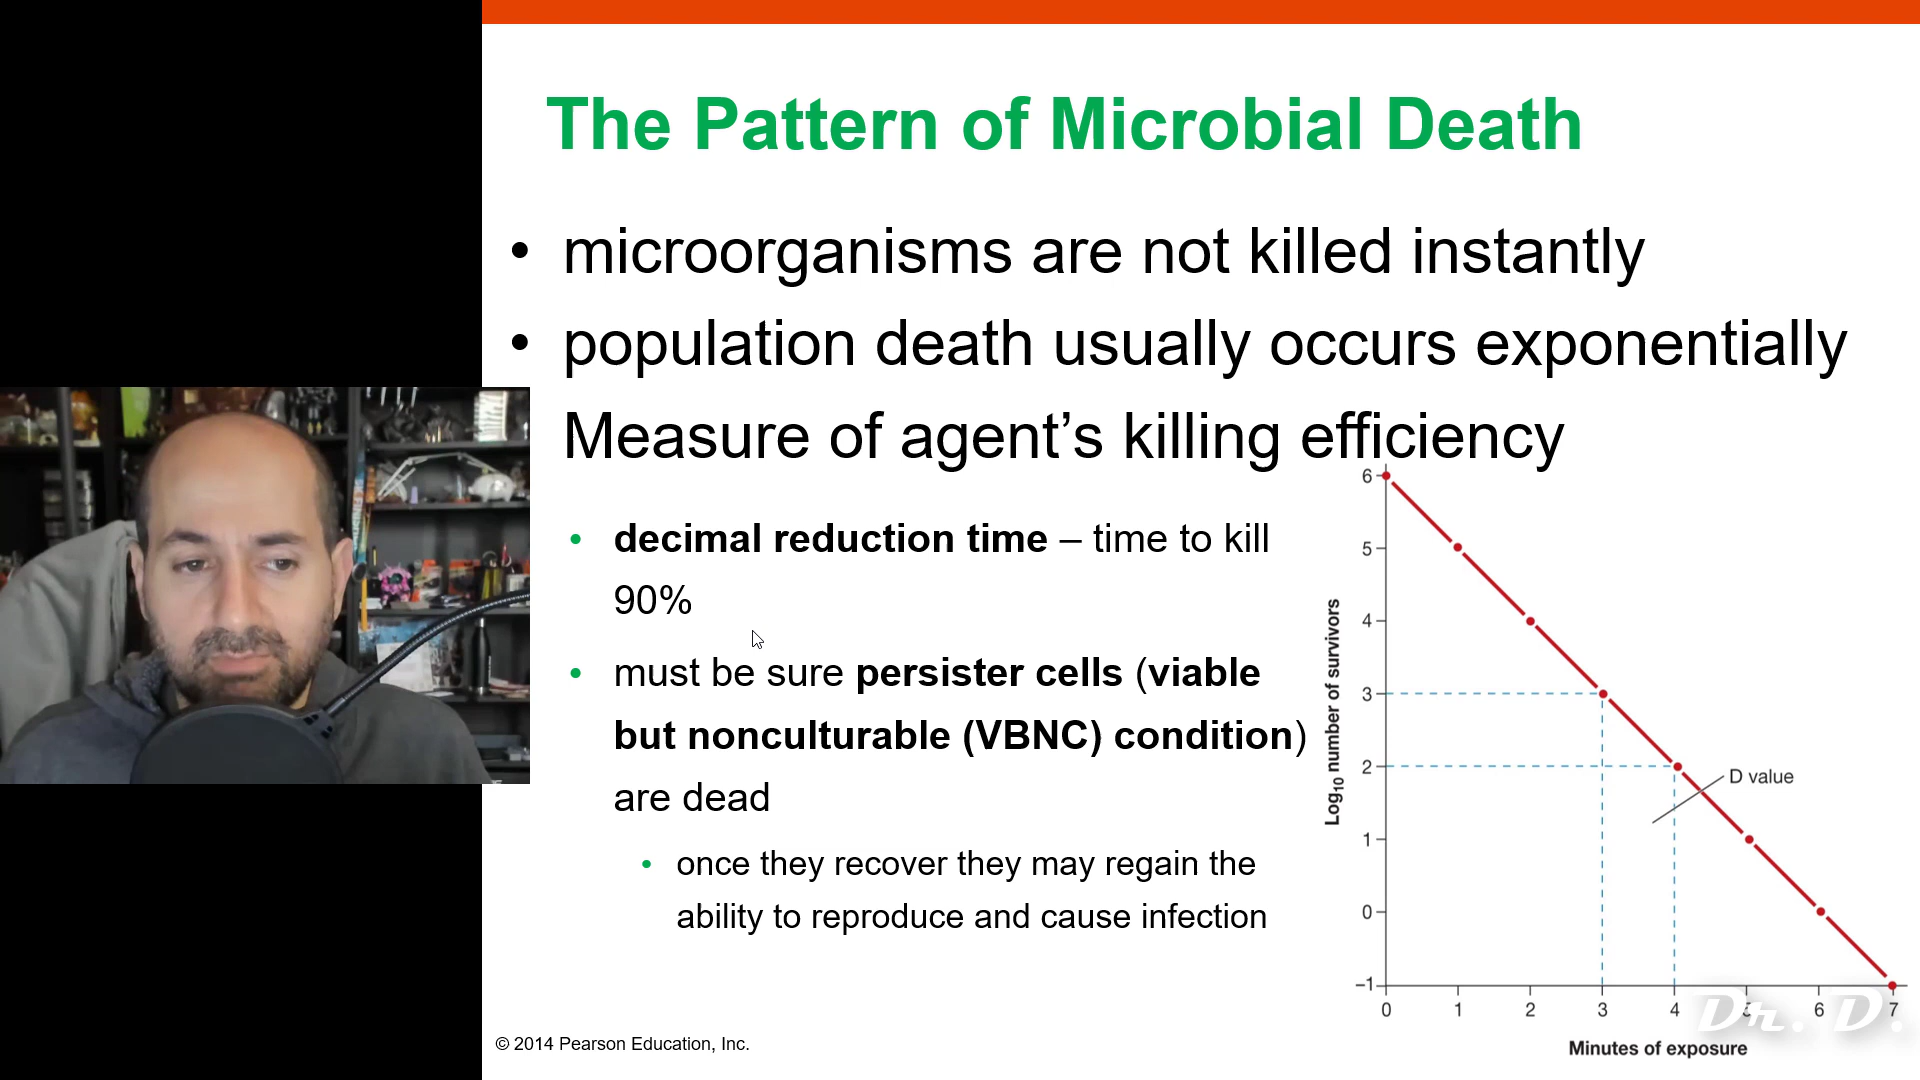 The Pattern of Microbial Death
• microorganisms are not killed instantly
• population death usually occurs exponentially
Measure of agent’s killing efficiency
• decimal reduction time – time to kill
90%
• must be sure persister cells (viable
but nonculturable (VBNC) condition)
are dead
• once they recover they may regain the
ability to reproduce and cause infection
Log10 number of survivors
6
5
4
3
2
1
0
–1
D value
0 1 2 3 4 5 6 7
Minutes of exposure
Dr. D.
© 2014 Pearson Education, Inc.